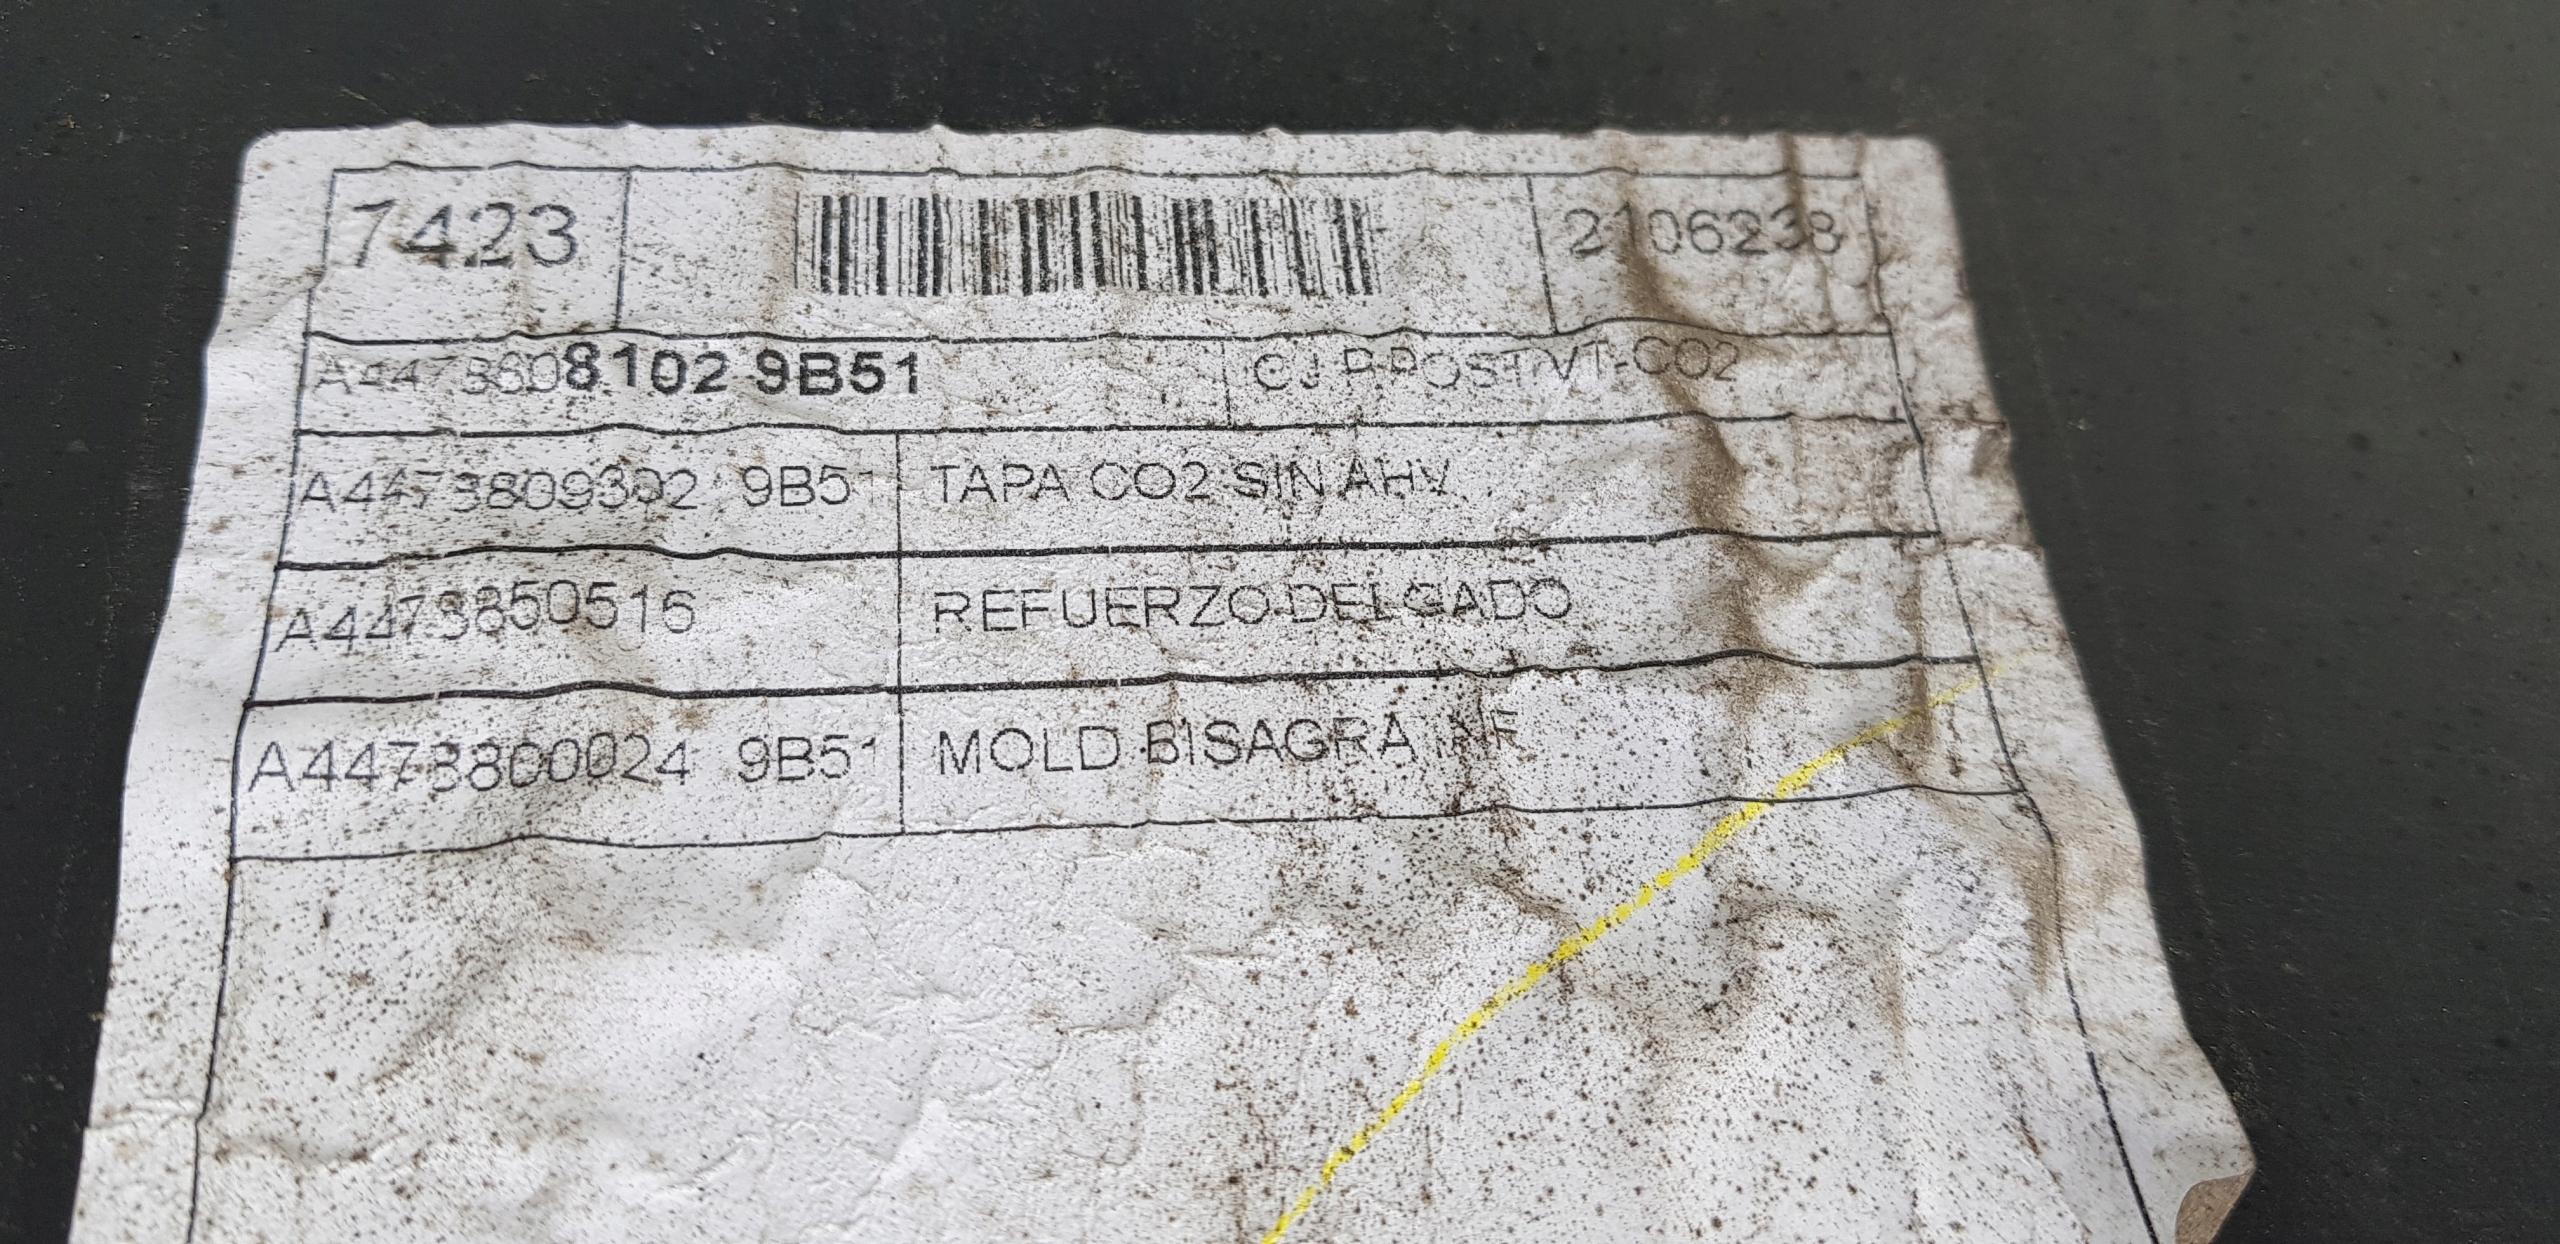 7423 2106238
A4473808102 9B51 CJ P.POST VT-CO2
A4473809302 9B51 TAPA CO2 SIN AHV
A4473850516 REFUERZO DELGADO
A4473800024 9B51 MOLD BISAGRA INF